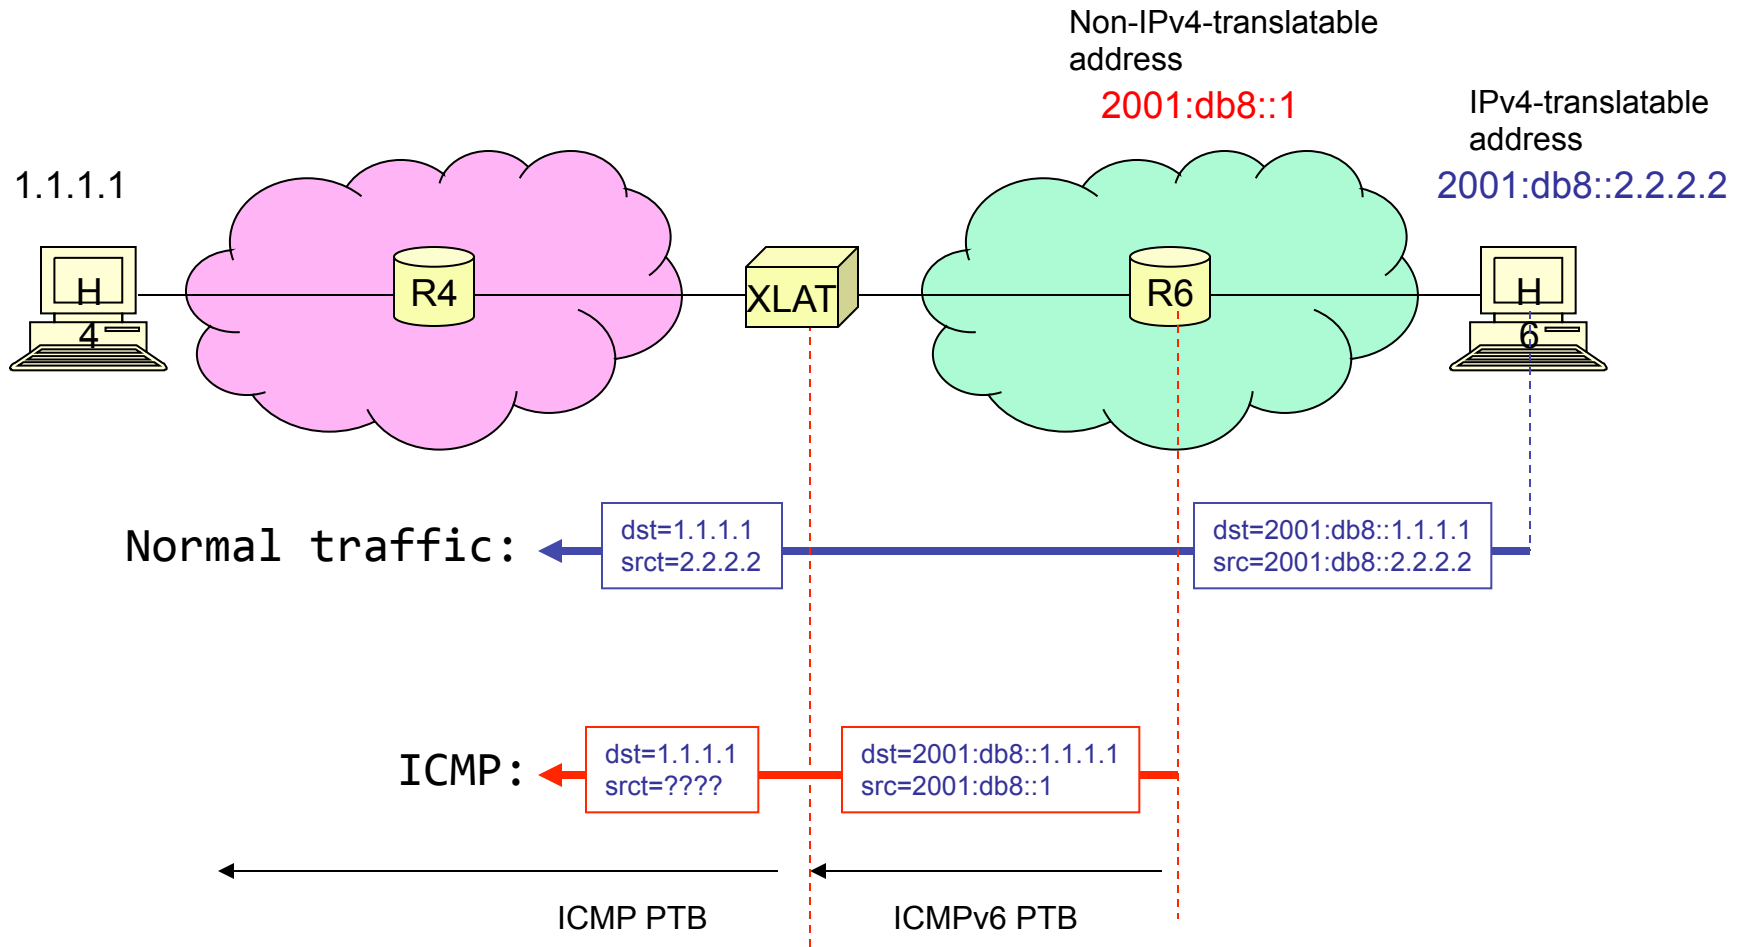 Non-IPv4-translatable
address
2001:db8::1
IPv4-translatable
address
2001:db8::2.2.2.2
1.1.1.1
H
4
R4
XLAT
R6
H
6
Normal traffic:
dst=1.1.1.1
srct=2.2.2.2
dst=2001:db8::1.1.1.1
src=2001:db8::2.2.2.2
ICMP:
dst=1.1.1.1
srct=????
dst=2001:db8::1.1.1.1
src=2001:db8::1
ICMP PTB
ICMPv6 PTB